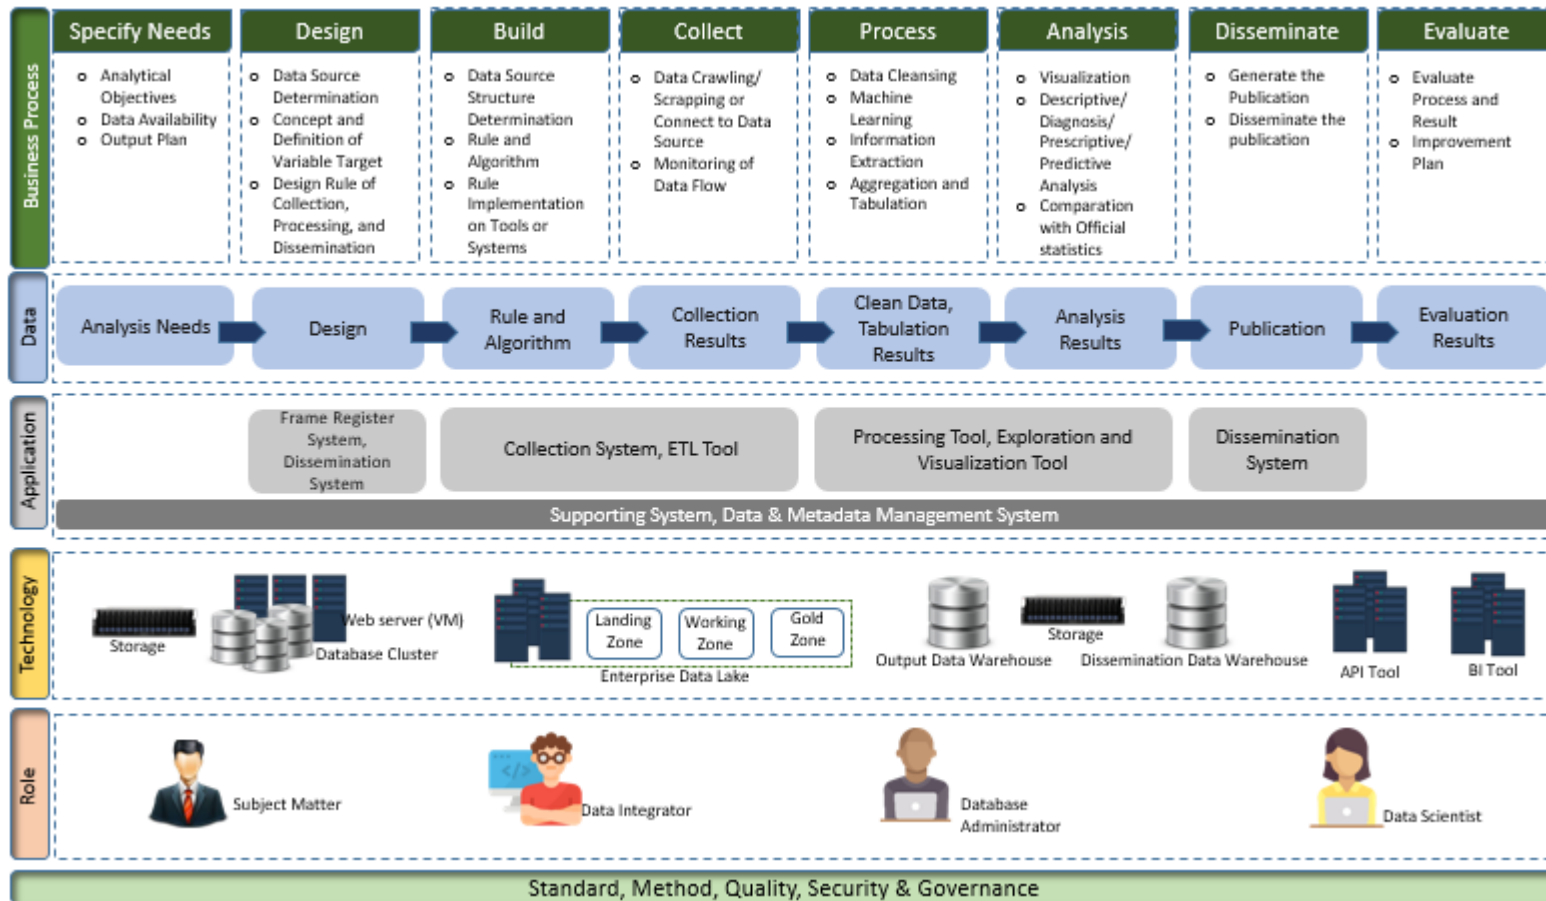 Business Process
Specify Needs
Analytical
Objectives
Data Availability
Output Plan
Design
Data Source
Determination
Concept and
Definition of
Variable Target
Design Rule of
Collection,
Processing, and
Dissemination
Build
Data Source
Structure
Determination
Rule and
Algorithm
Rule
Implementation
on Tools or
Systems
Collect
Data Crawling/
Scrapping or
Connect to Data
Source
Monitoring of
Data Flow
Process
Data Cleansing
Machine
Learning
Information
Extraction
Aggregation and
Tabulation
Analysis
Visualization
Descriptive/
Diagnosis/
Prescriptive/
Predictive
Analysis
Comparation
with Official
statistics
Disseminate
Generate the
Publication
Disseminate the
publication
Evaluate
Evaluate
Process and
Result
Improvement
Plan
Data
Analysis Needs
Design
Rule and
Algorithm
Collection
Results
Clean Data,
Tabulation
Results
Analysis
Results
Publication
Evaluation
Results
Application
Frame Register
System,
Dissemination
System
Collection System, ETL Tool
Processing Tool, Exploration and
Visualization Tool
Dissemination
System
Supporting System, Data & Metadata Management System
Technology
Storage
Web server (VM)
Database Cluster
Landing
Zone
Working
Zone
Gold
Zone
Enterprise Data Lake
Output Data Warehouse
Storage
Dissemination Data Warehouse
API Tool
BI Tool
Role
Subject Matter
</>
Data Integrator
Database
Administrator
Data Scientist
Standard, Method, Quality, Security & Governance